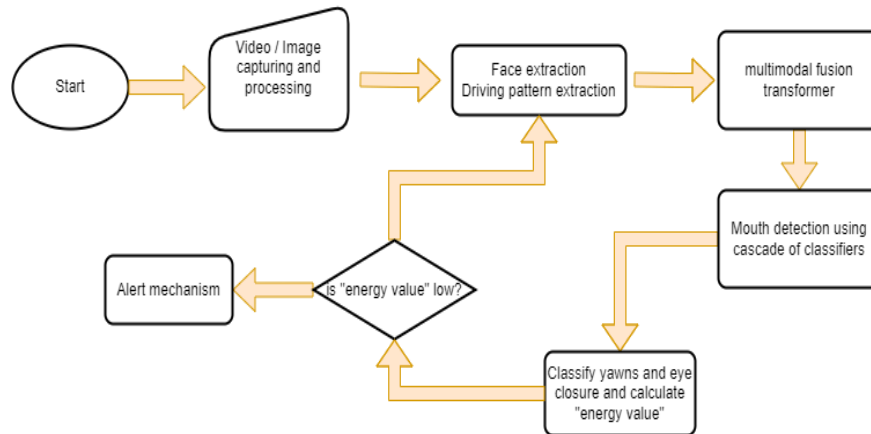 Start
Video / Image
capturing and
processing
Face extraction
Driving pattern extraction
multimodal fusion
transformer
Mouth detection using
cascade of classifiers
Classify yawns and eye
closure and calculate
"energy value"
is "energy value" low?
Alert mechanism